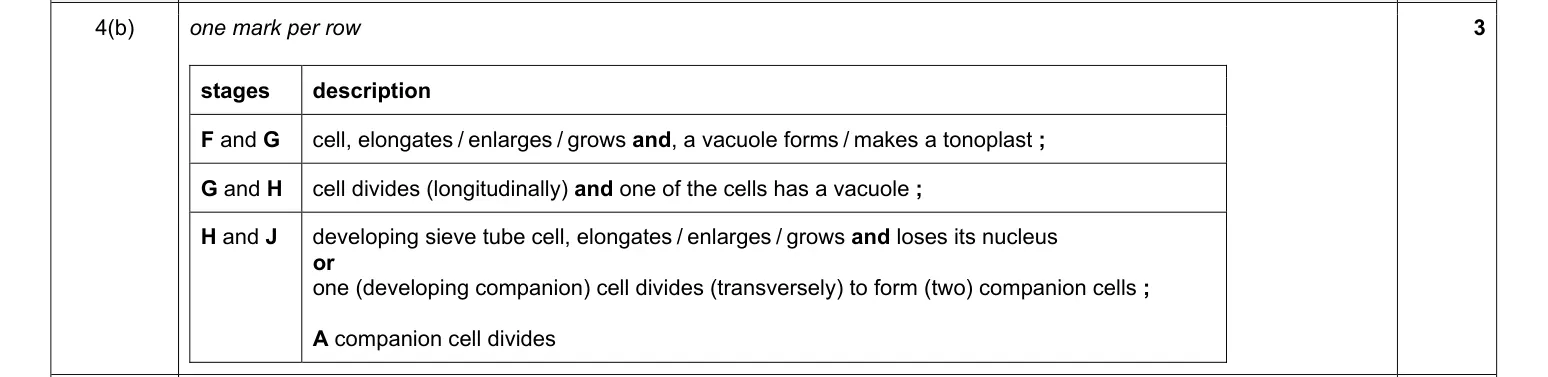 4(b)
one mark per row
3
stages description
F and G cell, elongates / enlarges / grows and, a vacuole forms / makes a tonoplast ;
G and H cell divides (longitudinally) and one of the cells has a vacuole ;
H and J developing sieve tube cell, elongates / enlarges / grows and loses its nucleus
or
one (developing companion) cell divides (transversely) to form (two) companion cells ;
A companion cell divides